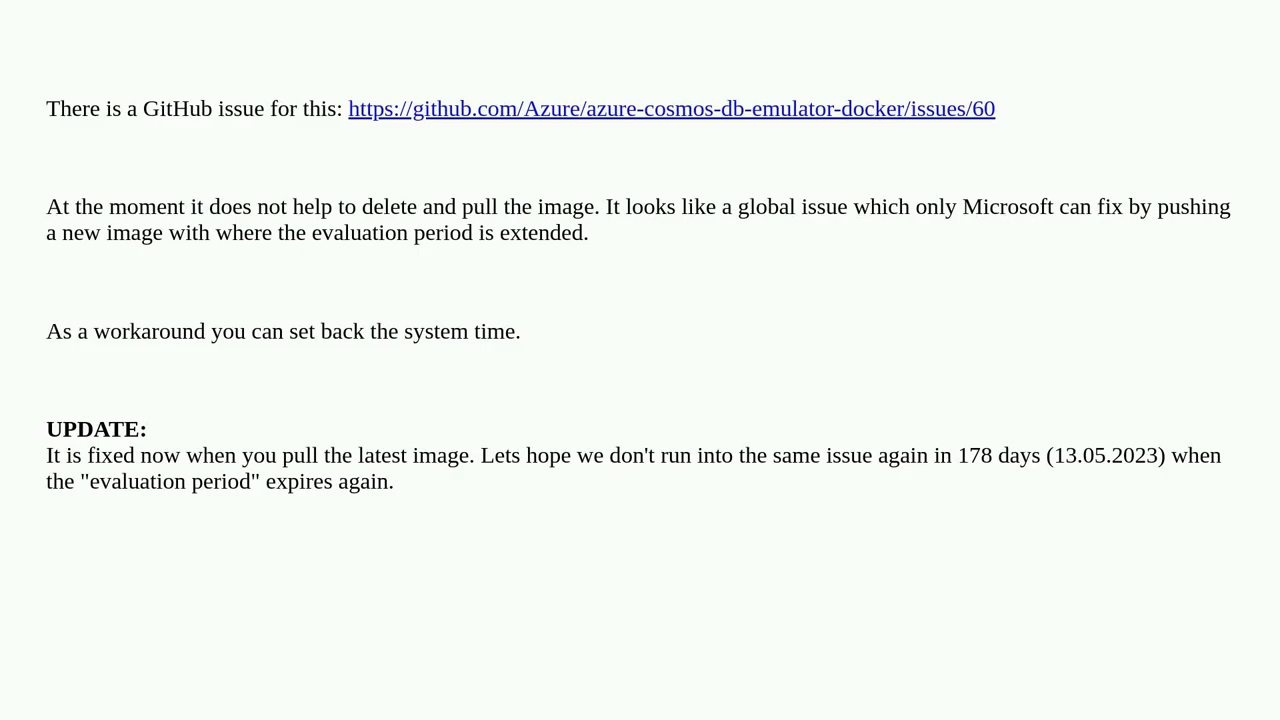 There is a GitHub issue for this: https://github.com/Azure/azure-cosmos-db-emulator-docker/issues/60
At the moment it does not help to delete and pull the image. It looks like a global issue which only Microsoft can fix by pushing
a new image with where the evaluation period is extended.
As a workaround you can set back the system time.
UPDATE:
It is fixed now when you pull the latest image. Lets hope we don't run into the same issue again in 178 days (13.05.2023) when
the "evaluation period" expires again.